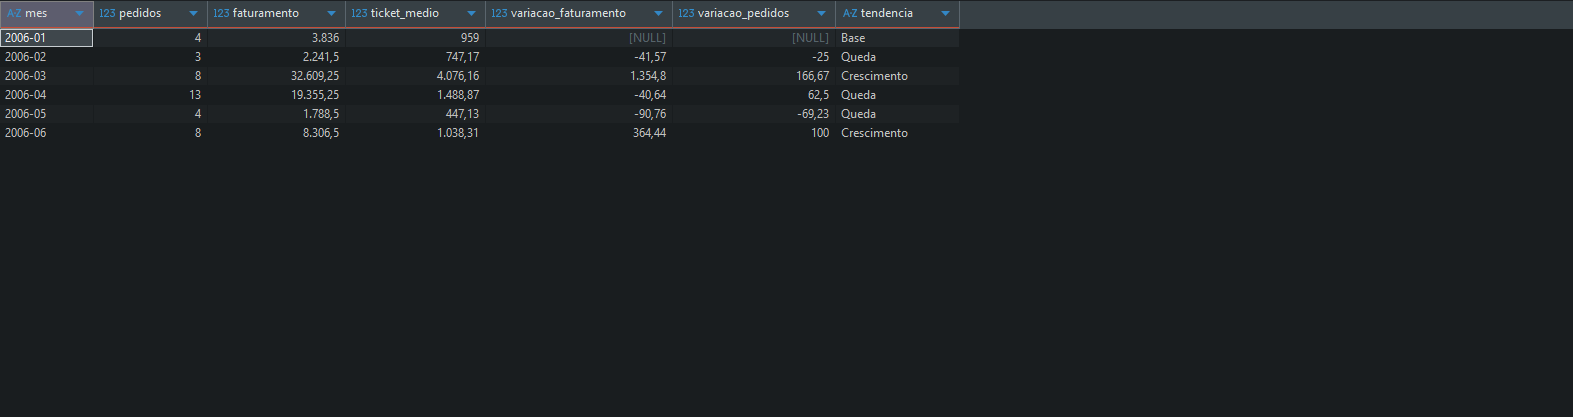 A-Z mes 123 pedidos 123 faturamento 123 ticket_medio 123 variacao_faturamento 123 variacao_pedidos A-Z tendencia
2006-01 4 3.836 959 [NULL] [NULL] Base
2006-02 3 2.241,5 747,17 -41,57 -25 Queda
2006-03 8 32.609,25 4.076,16 1.354,8 166,67 Crescimento
2006-04 13 19.355,25 1.488,87 -40,64 62,5 Queda
2006-05 4 1.788,5 447,13 -90,76 -69,23 Queda
2006-06 8 8.306,5 1.038,31 364,44 100 Crescimento